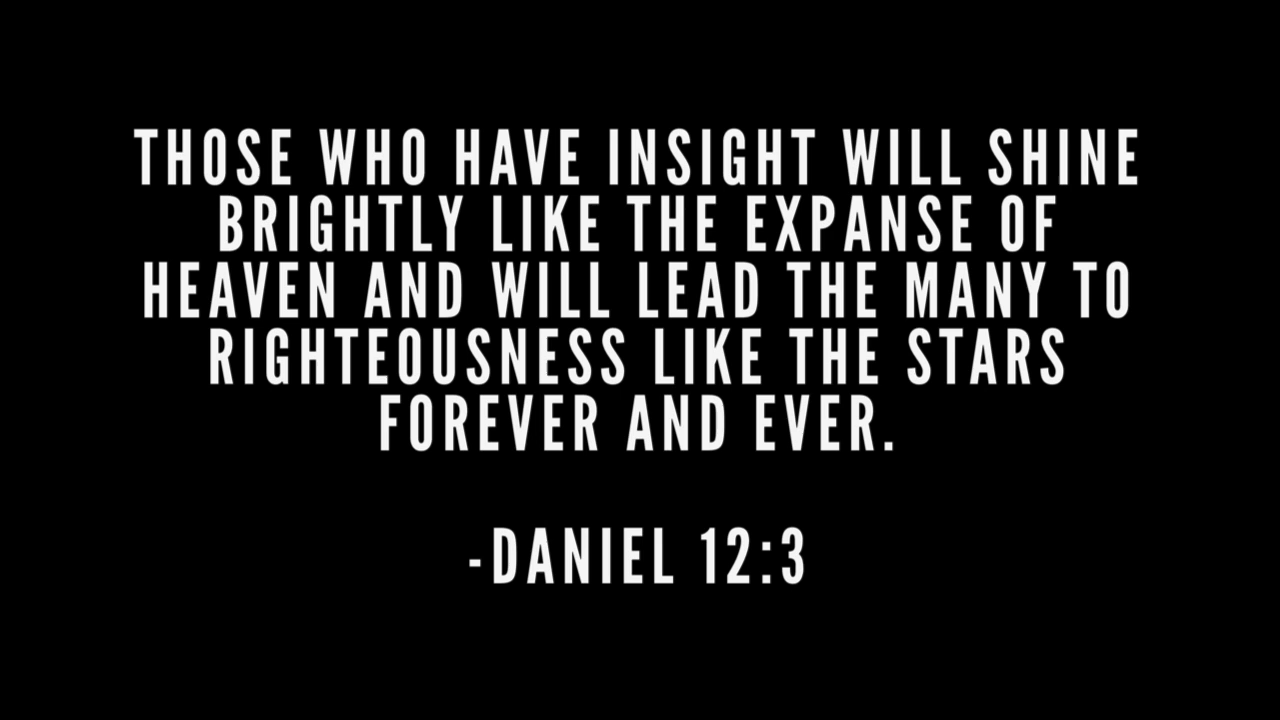 THOSE WHO HAVE INSIGHT WILL SHINE
BRIGHTLY LIKE THE EXPANSE OF
HEAVEN AND WILL LEAD THE MANY TO
RIGHTEOUSNESS LIKE THE STARS
FOREVER AND EVER.
-DANIEL 12:3